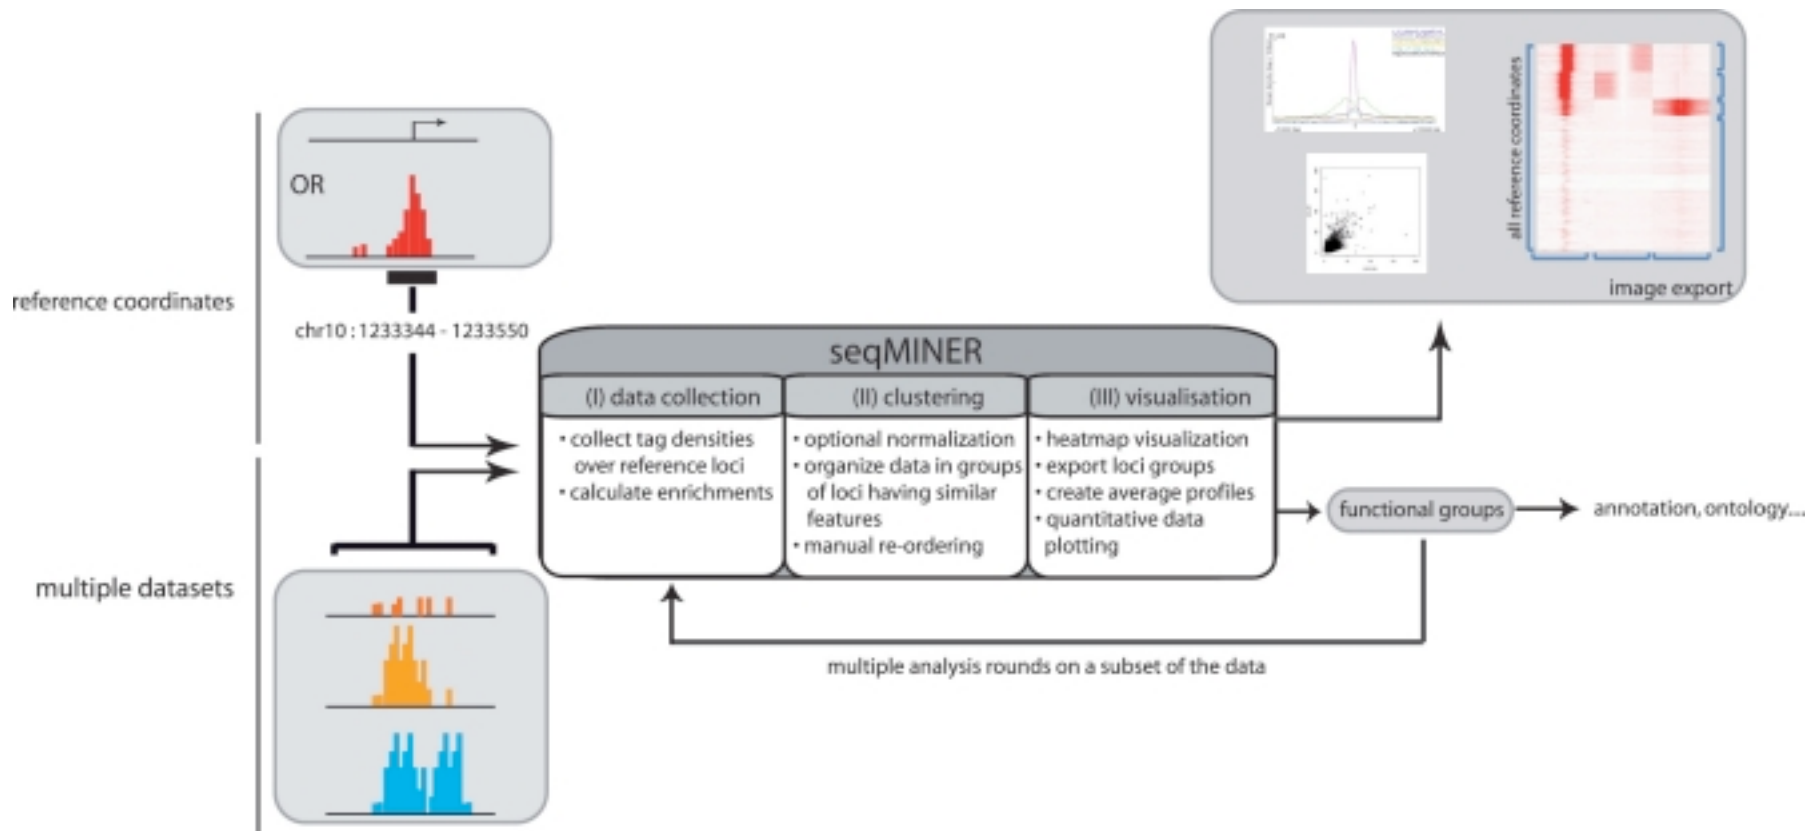 reference coordinates
OR
chr10 : 1233344 - 1233550
multiple datasets
seqMINER
(I) data collection
• collect tag densities
over reference loci
• calculate enrichments
(II) clustering
• optional normalization
• organize data in groups
of loci having similar
features
• manual re-ordering
(III) visualisation
• heatmap visualization
• export loci groups
• create average profiles
• quantitative data
plotting
all reference coordinates
image export
functional groups
annotation, ontology....
multiple analysis rounds on a subset of the data